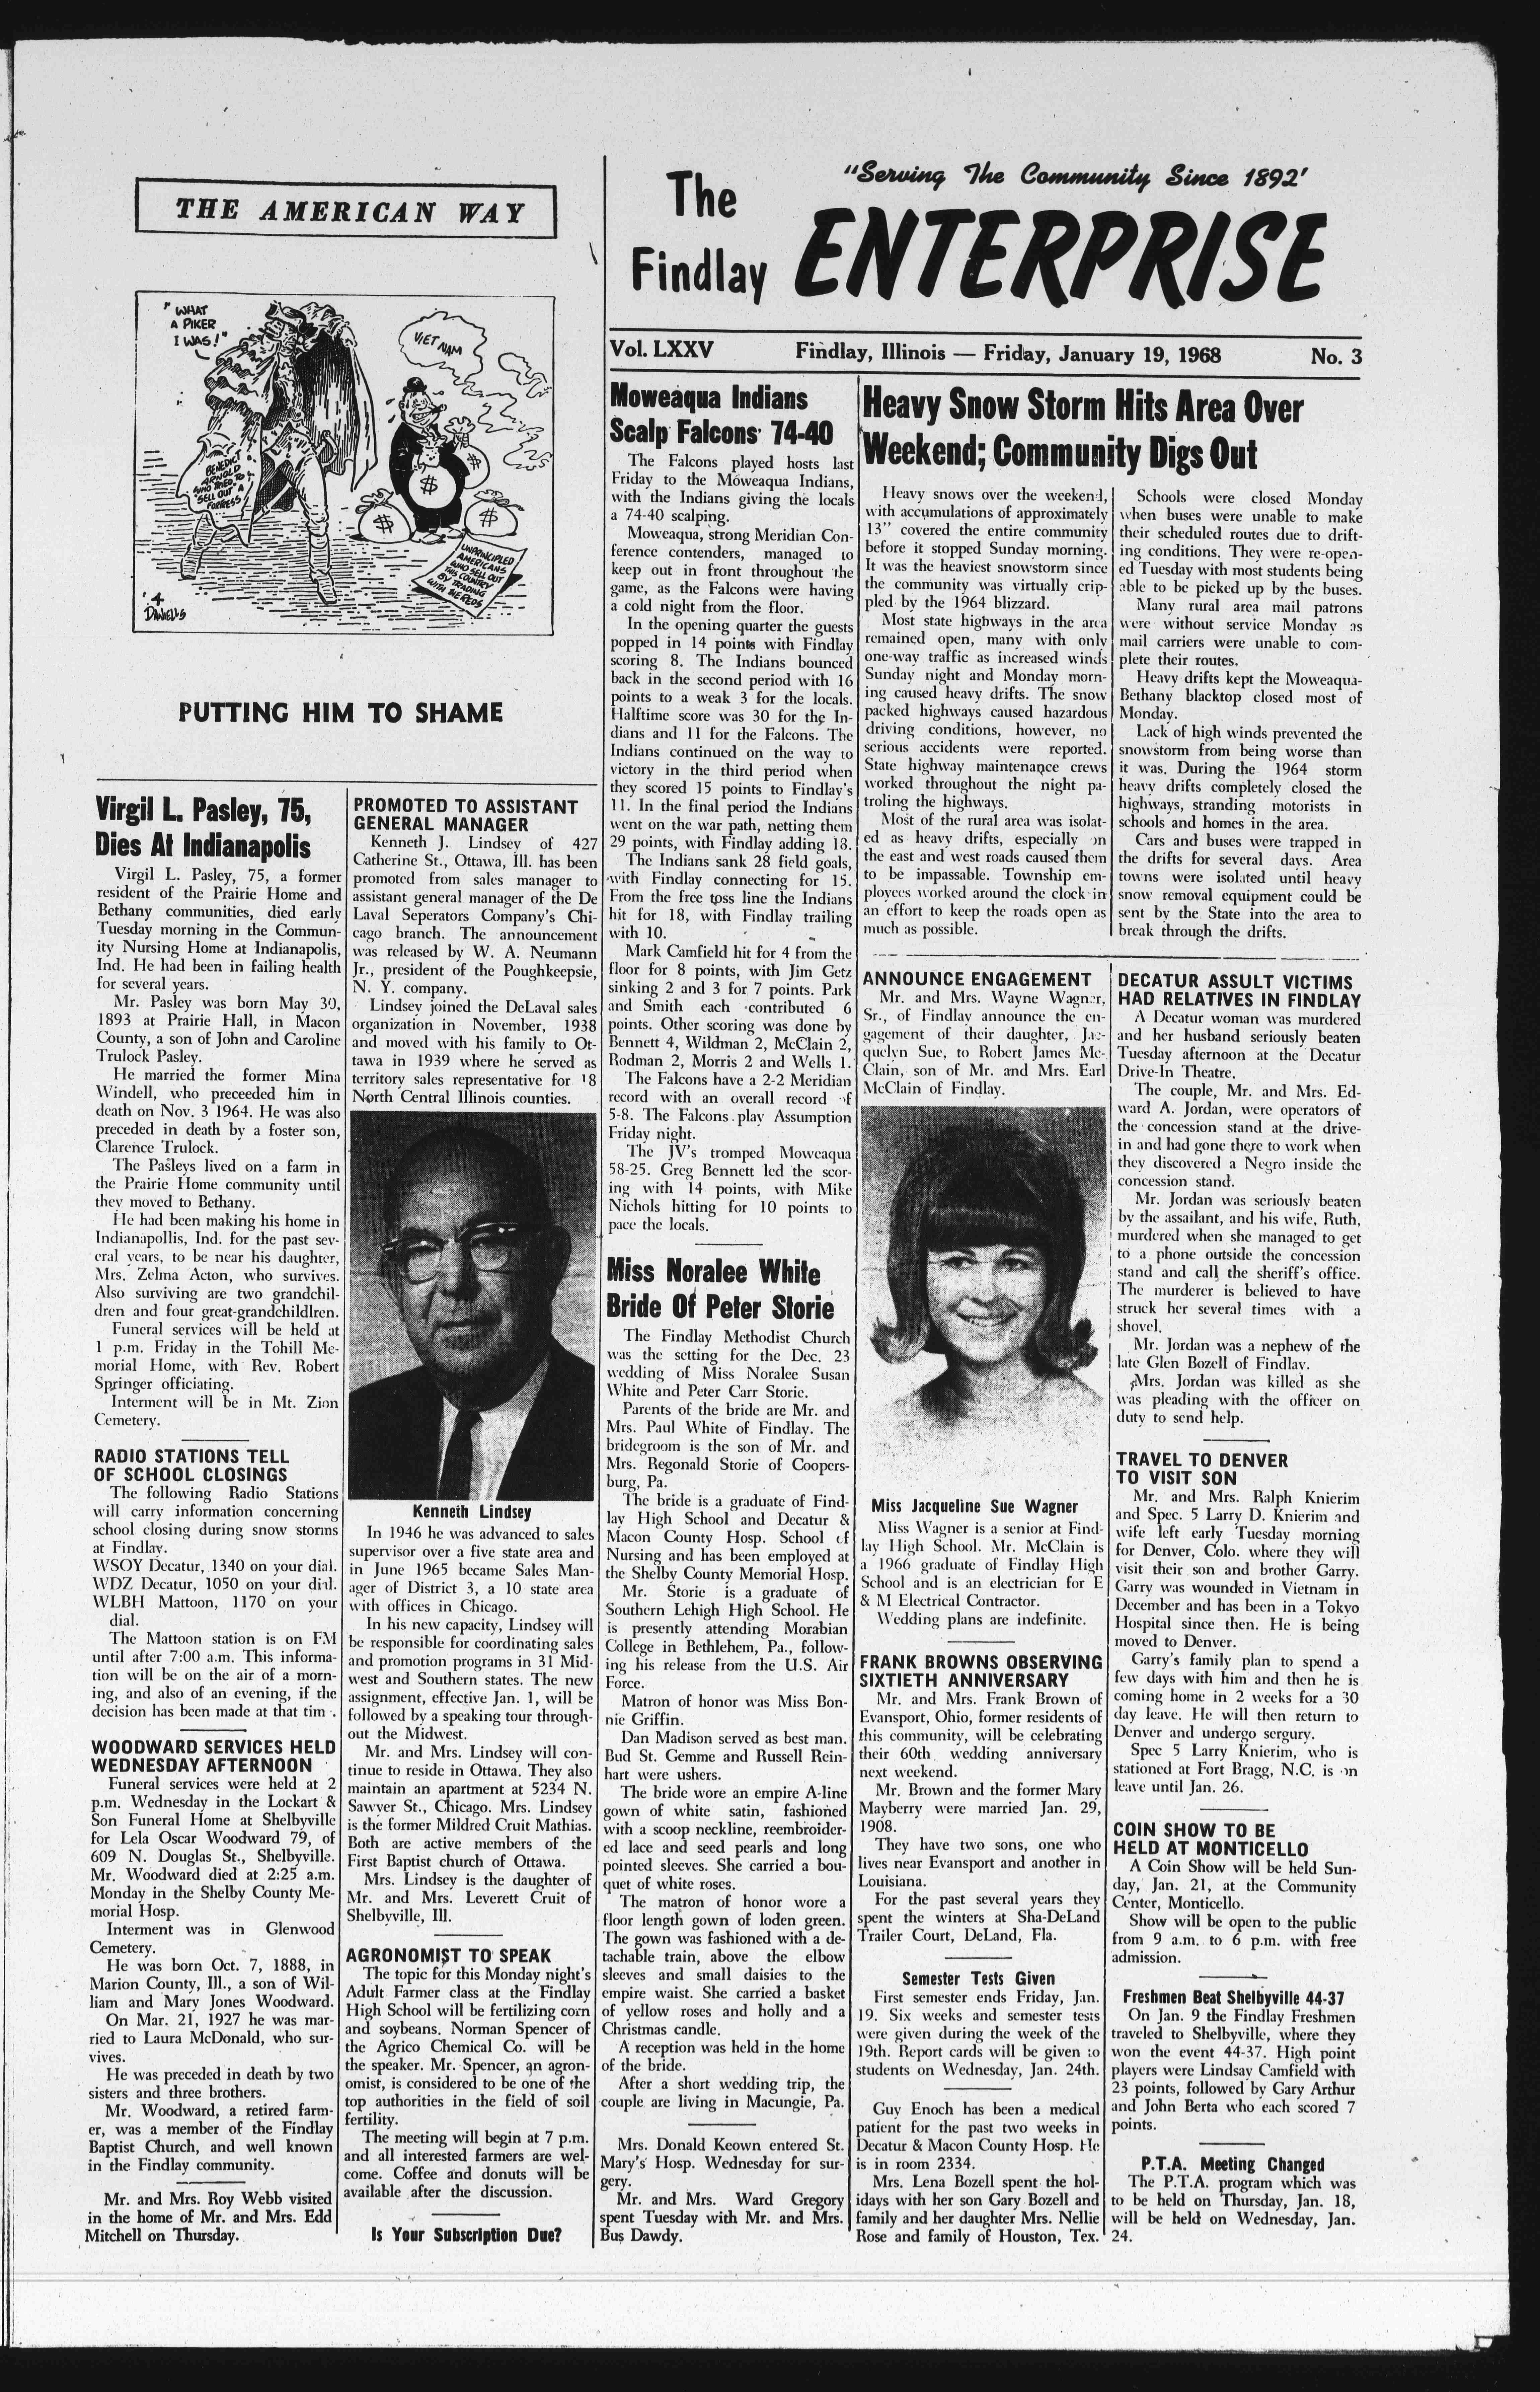 THE AMERICAN WAY
"WHAT
A PIKER
I WAS!"
VIET NAM
BENEDICT
ARNOLD
WHO TRIED TO
SELL OUT A
FORTRESS
$
$
$
$
UNPRINCIPLED
AMERICANS
WHO SELL OUT
THIS COUNTRY
BY TRADING
WITH THE REDS
'4
DANIELLS
PUTTING HIM TO SHAME
"Serving The Community Since 1892'
The
Findlay
ENTERPRISE
Vol. LXXV Findlay, Illinois — Friday, January 19, 1968 No. 3
Virgil L. Pasley, 75,
Dies At Indianapolis
Virgil L. Pasley, 75, a former
resident of the Prairie Home and
Bethany communities, died early
Tuesday morning in the Commun-
ity Nursing Home at Indianapolis,
Ind. He had been in failing health
for several years.
Mr. Pasley was born May 30,
1893 at Prairie Hall, in Macon
County, a son of John and Caroline
Trulock Pasley.
He married the former Mina
Windell, who preceeded him in
death on Nov. 3 1964. He was also
preceded in death by a foster son,
Clarence Trulock.
The Pasleys lived on a farm in
the Prairie Home community until
they moved to Bethany.
He had been making his home in
Indianapollis, Ind. for the past sev-
eral years, to be near his daughter,
Mrs. Zelma Acton, who survives.
Also surviving are two grandchil-
dren and four great-grandchildlren.
Funeral services will be held at
1 p.m. Friday in the Tohill Me-
morial Home, with Rev. Robert
Springer officiating.
Interment will be in Mt. Zion
Cemetery.
RADIO STATIONS TELL
OF SCHOOL CLOSINGS
The following Radio Stations
will carry information concerning
school closing during snow storms
at Findlay.
WSOY Decatur, 1340 on your dial.
WDZ Decatur, 1050 on your dial.
WLBH Mattoon, 1170 on your
dial.
The Mattoon station is on FM
until after 7:00 a.m. This informa-
tion will be on the air of a morn-
ing, and also of an evening, if the
decision has been made at that tim .
WOODWARD SERVICES HELD
WEDNESDAY AFTERNOON
Funeral services were held at 2
p.m. Wednesday in the Lockart &
Son Funeral Home at Shelbyville
for Lela Oscar Woodward 79, of
609 N. Douglas St., Shelbyville.
Mr. Woodward died at 2:25 a.m.
Monday in the Shelby County Me-
morial Hosp.
Interment was in Glenwood
Cemetery.
He was born Oct. 7, 1888, in
Marion County, Ill., a son of Wil-
liam and Mary Jones Woodward.
On Mar. 21, 1927 he was mar-
ried to Laura McDonald, who sur-
vives.
He was preceded in death by two
sisters and three brothers.
Mr. Woodward, a retired farm-
er, was a member of the Findlay
Baptist Church, and well known
in the Findlay community.
Mr. and Mrs. Roy Webb visited
in the home of Mr. and Mrs. Edd
Mitchell on Thursday.
PROMOTED TO ASSISTANT
GENERAL MANAGER
Kenneth J. Lindsey of 427
Catherine St., Ottawa, Ill. has been
promoted from sales manager to
assistant general manager of the De
Laval Seperators Company's Chi-
cago branch. The announcement
was released by W. A. Neumann
Jr., president of the Poughkeepsie,
N. Y. company.
Lindsey joined the DeLaval sales
organization in November, 1938
and moved with his family to Ot-
tawa in 1939 where he served as
territory sales representative for 18
North Central Illinois counties.
Kenneth Lindsey
In 1946 he was advanced to sales
supervisor over a five state area and
in June 1965 became Sales Man-
ager of District 3, a 10 state area
with offices in Chicago.
In his new capacity, Lindsey will
be responsible for coordinating sales
and promotion programs in 31 Mid-
west and Southern states. The new
assignment, effective Jan. 1, will be
followed by a speaking tour through-
out the Midwest.
Mr. and Mrs. Lindsey will con-
tinue to reside in Ottawa. They also
maintain an apartment at 5234 N.
Sawyer St., Chicago. Mrs. Lindsey
is the former Mildred Cruit Mathias.
Both are active members of the
First Baptist church of Ottawa.
Mrs. Lindsey is the daughter of
Mr. and Mrs. Leverett Cruit of
Shelbyville, Ill.
AGRONOMIST TO SPEAK
The topic for this Monday night's
Adult Farmer class at the Findlay
High School will be fertilizing corn
and soybeans. Norman Spencer of
the Agrico Chemical Co. will be
the speaker. Mr. Spencer, an agron-
omist, is considered to be one of the
top authorities in the field of soil
fertility.
The meeting will begin at 7 p.m.
and all interested farmers are wel-
come. Coffee and donuts will be
available after the discussion.
Is Your Subscription Due?
Moweaqua Indians
Scalp Falcons 74-40
The Falcons played hosts last
Friday to the Moweaqua Indians,
with the Indians giving the locals
a 74-40 scalping.
Moweaqua, strong Meridian Con-
ference contenders, managed to
keep out in front throughout the
game, as the Falcons were having
a cold night from the floor.
In the opening quarter the guests
popped in 14 points with Findlay
scoring 8. The Indians bounced
back in the second period with 16
points to a weak 3 for the locals.
Halftime score was 30 for the In-
dians and 11 for the Falcons. The
Indians continued on the way to
victory in the third period when
they scored 15 points to Findlay's
11. In the final period the Indians
went on the war path, netting them
29 points, with Findlay adding 18.
The Indians sank 28 field goals,
with Findlay connecting for 15.
From the free toss line the Indians
hit for 18, with Findlay trailing
with 10.
Mark Camfield hit for 4 from the
floor for 8 points, with Jim Getz
sinking 2 and 3 for 7 points. Park
and Smith each contributed 6
points. Other scoring was done by
Bennett 4, Wildman 2, McClain 2,
Rodman 2, Morris 2 and Wells 1.
The Falcons have a 2-2 Meridian
record with an overall record of
5-8. The Falcons play Assumption
Friday night.
The JV's tromped Moweaqua
58-25. Greg Bennett led the scor-
ing with 14 points, with Mike
Nichols hitting for 10 points to
pace the locals.
Miss Noralee White
Bride Of Peter Storie
The Findlay Methodist Church
was the setting for the Dec. 23
wedding of Miss Noralee Susan
White and Peter Carr Storie.
Parents of the bride are Mr. and
Mrs. Paul White of Findlay. The
bridegroom is the son of Mr. and
Mrs. Regonald Storie of Coopers-
burg, Pa.
The bride is a graduate of Find-
lay High School and Decatur &
Macon County Hosp. School of
Nursing and has been employed at
the Shelby County Memorial Hosp.
Mr. Storie is a graduate of
Southern Lehigh High School. He
is presently attending Morabian
College in Bethlehem, Pa., follow-
ing his release from the U.S. Air
Force.
Matron of honor was Miss Bon-
nie Griffin.
Dan Madison served as best man.
Bud St. Gemme and Russell Rein-
hart were ushers.
The bride wore an empire A-line
gown of white satin, fashioned
with a scoop neckline, reembroider-
ed lace and seed pearls and long
pointed sleeves. She carried a bou-
quet of white roses.
The matron of honor wore a
floor length gown of loden green.
The gown was fashioned with a de-
tachable train, above the elbow
sleeves and small daisies to the
empire waist. She carried a basket
of yellow roses and holly and a
Christmas candle.
A reception was held in the home
of the bride.
After a short wedding trip, the
couple are living in Macungie, Pa.
Mrs. Donald Keown entered St.
Mary's Hosp. Wednesday for sur-
gery.
Mr. and Mrs. Ward Gregory
spent Tuesday with Mr. and Mrs.
Bus Dawdy.
Heavy Snow Storm Hits Area Over
Weekend; Community Digs Out
Heavy snows over the weekend,
with accumulations of approximately
13" covered the entire community
before it stopped Sunday morning.
It was the heaviest snowstorm since
the community was virtually crip-
pled by the 1964 blizzard.
Most state highways in the area
remained open, many with only
one-way traffic as increased winds
Sunday night and Monday morn-
ing caused heavy drifts. The snow
packed highways caused hazardous
driving conditions, however, no
serious accidents were reported.
State highway maintenance crews
worked throughout the night pa-
troling the highways.
Most of the rural area was isolat-
ed as heavy drifts, especially on
the east and west roads caused them
to be impassable. Township em-
ployees worked around the clock in
an effort to keep the roads open as
much as possible.
Schools were closed Monday
when buses were unable to make
their scheduled routes due to drift-
ing conditions. They were re-open-
ed Tuesday with most students being
able to be picked up by the buses.
Many rural area mail patrons
were without service Monday as
mail carriers were unable to com-
plete their routes.
Heavy drifts kept the Moweaqua-
Bethany blacktop closed most of
Monday.
Lack of high winds prevented the
snowstorm from being worse than
it was. During the 1964 storm
heavy drifts completely closed the
highways, stranding motorists in
schools and homes in the area.
Cars and buses were trapped in
the drifts for several days. Area
towns were isolated until heavy
snow removal equipment could be
sent by the State into the area to
break through the drifts.
ANNOUNCE ENGAGEMENT
Mr. and Mrs. Wayne Wagner,
Sr., of Findlay announce the en-
gagement of their daughter, Jac-
quelyn Sue, to Robert James Mc-
Clain, son of Mr. and Mrs. Earl
McClain of Findlay.
Miss Jacqueline Sue Wagner
Miss Wagner is a senior at Find-
lay High School. Mr. McClain is
a 1966 graduate of Findlay High
School and is an electrician for E
& M Electrical Contractor.
Wedding plans are indefinite.
FRANK BROWNS OBSERVING
SIXTIETH ANNIVERSARY
Mr. and Mrs. Frank Brown of
Evansport, Ohio, former residents of
this community, will be celebrating
their 60th wedding anniversary
next weekend.
Mr. Brown and the former Mary
Mayberry were married Jan. 29,
1908.
They have two sons, one who
lives near Evansport and another in
Louisiana.
For the past several years they
spent the winters at Sha-DeLand
Trailer Court, DeLand, Fla.
Semester Tests Given
First semester ends Friday, Jan.
19. Six weeks and semester tests
were given during the week of the
19th. Report cards will be given to
students on Wednesday, Jan. 24th.
Guy Enoch has been a medical
patient for the past two weeks in
Decatur & Macon County Hosp. He
is in room 2334.
Mrs. Lena Bozell spent the hol-
idays with her son Gary Bozell and
family and her daughter Mrs. Nellie
Rose and family of Houston, Tex.
DECATUR ASSULT VICTIMS
HAD RELATIVES IN FINDLAY
A Decatur woman was murdered
and her husband seriously beaten
Tuesday afternoon at the Decatur
Drive-In Theatre.
The couple, Mr. and Mrs. Ed-
ward A. Jordan, were operators of
the concession stand at the drive-
in and had gone there to work when
they discovered a Negro inside the
concession stand.
Mr. Jordan was seriously beaten
by the assailant, and his wife, Ruth,
murdered when she managed to get
to a phone outside the concession
stand and call the sheriff's office.
The murderer is believed to have
struck her several times with a
shovel.
Mr. Jordan was a nephew of the
late Glen Bozell of Findlay.
Mrs. Jordan was killed as she
was pleading with the officer on
duty to send help.
TRAVEL TO DENVER
TO VISIT SON
Mr. and Mrs. Ralph Knierim
and Spec. 5 Larry D. Knierim and
wife left early Tuesday morning
for Denver, Colo. where they will
visit their son and brother Garry.
Garry was wounded in Vietnam in
December and has been in a Tokyo
Hospital since then. He is being
moved to Denver.
Garry's family plan to spend a
few days with him and then he is
coming home in 2 weeks for a 30
day leave. He will then return to
Denver and undergo sergury.
Spec 5 Larry Knierim, who is
stationed at Fort Bragg, N.C. is on
leave until Jan. 26.
COIN SHOW TO BE
HELD AT MONTICELLO
A Coin Show will be held Sun-
day, Jan. 21, at the Community
Center, Monticello.
Show will be open to the public
from 9 a.m. to 6 p.m. with free
admission.
Freshmen Beat Shelbyville 44-37
On Jan. 9 the Findlay Freshmen
traveled to Shelbyville, where they
won the event 44-37. High point
players were Lindsay Camfield with
23 points, followed by Gary Arthur
and John Berta who each scored 7
points.
P.T.A. Meeting Changed
The P.T.A. program which was
to be held on Thursday, Jan. 18,
will be held on Wednesday, Jan.
24.